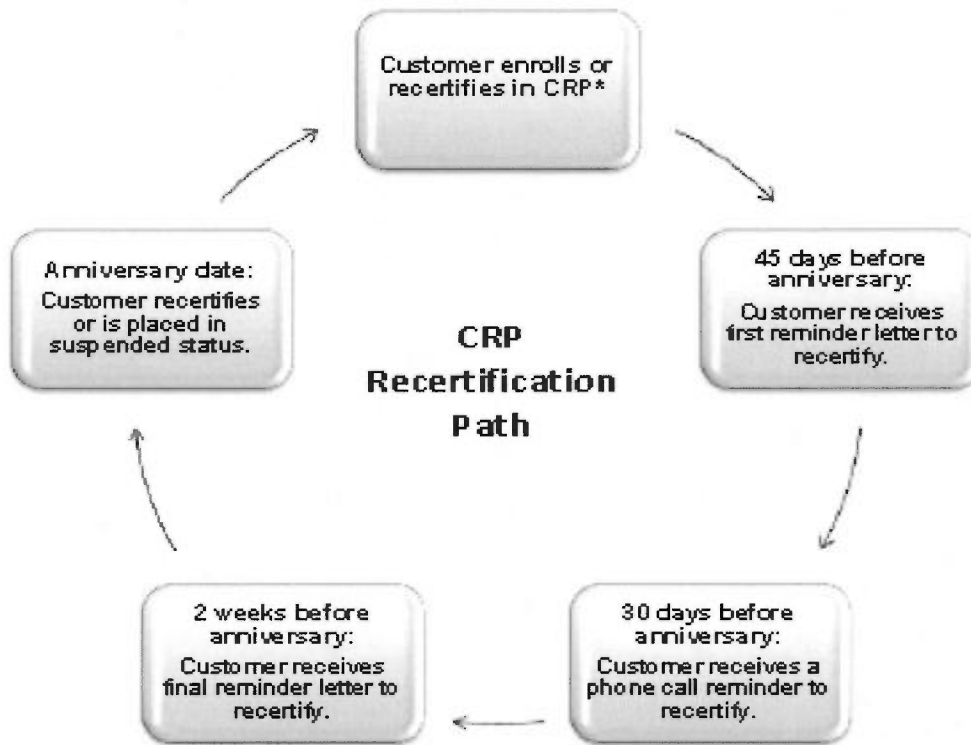 Customer enrolls or
recertifies in CRP*
45 days before
anniversary:
Customer receives
first reminder letter to
recertify.
30 days before
anniversary:
Customer receives a
phone call reminder to
recertify.
2 weeks before
anniversary:
Customer receives
final reminder letter to
recertify.
Anniversary date:
Customer recertifies
or is placed in
suspended status.
CRP
Recertification
Path